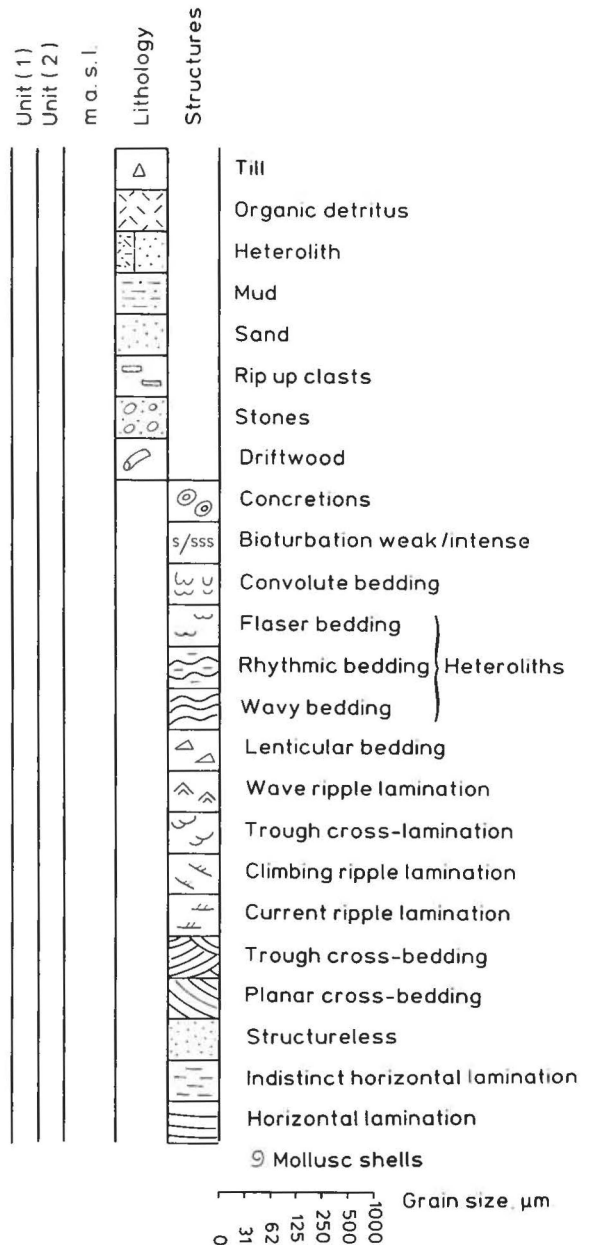 Unit (1)
Unit (2)
m a. s. l.
Lithology
Structures
Till
Organic detritus
Heterolith
Mud
Sand
Rip up clasts
Stones
Driftwood
Concretions
s/sss Bioturbation weak/intense
Convolute bedding
Flaser bedding
Rhythmic bedding Heteroliths
Wavy bedding
Lenticular bedding
Wave ripple lamination
Trough cross-lamination
Climbing ripple lamination
Current ripple lamination
Trough cross-bedding
Planar cross-bedding
Structureless
Indistinct horizontal lamination
Horizontal lamination
Mollusc shells
Grain size, µm
0 31 62 125 250 500 1000